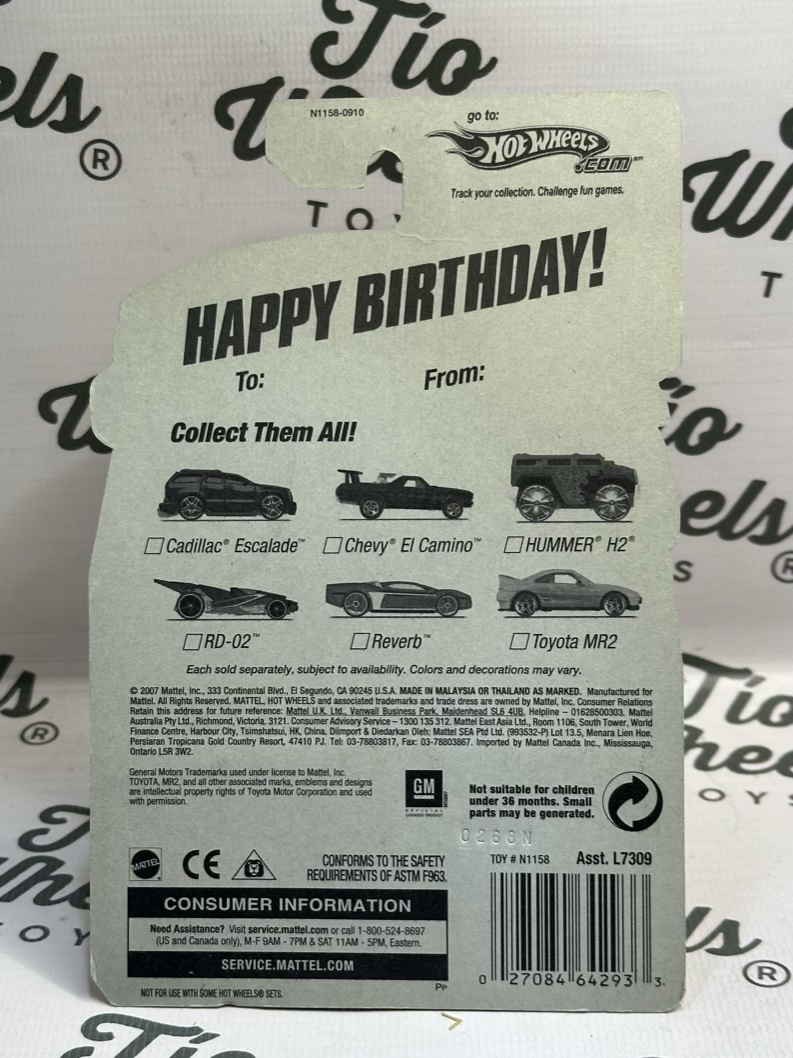 Tío
Wheels
els
®
TOY
N1158-0910
go to:
HOT WHEELS
.COM℠
Track your collection. Challenge fun games.
HAPPY BIRTHDAY!
To:
From:
Collect Them All!
Cadillac® Escalade™
Chevy® El Camino™
HUMMER® H2®
RD-02™
Reverb™
Toyota MR2
Each sold separately, subject to availability. Colors and decorations may vary.
© 2007 Mattel, Inc., 333 Continental Blvd., El Segundo, CA 90245 U.S.A. MADE IN MALAYSIA OR THAILAND AS MARKED. Manufactured for
Mattel. All Rights Reserved. MATTEL, HOT WHEELS and associated trademarks and trade dress are owned by Mattel, Inc. Consumer Relations
Retain this address for future reference: Mattel U.K. Ltd., Vanwall Business Park, Maidenhead SL6 4UB. Helpline – 01628500303. Mattel
Australia Pty Ltd., Richmond, Victoria. 3121. Consumer Advisory Service – 1300 135 312. Mattel East Asia Ltd., Room 1106, South Tower, World
Finance Centre, Harbour City, Tsimshatsui, HK, China, Diimport & Diedarkan Oleh: Mattel SEA Ptd Ltd. (993532-P) Lot 13.5, Menara Lien Hoe,
Persiaran Tropicana Gold Country Resort, 47410 PJ. Tel: 03-78803817, Fax: 03-78803867. Imported by Mattel Canada Inc., Mississauga,
Ontario L5R 3W2.
General Motors Trademarks used under license to Mattel, Inc.
TOYOTA, MR2, and all other associated marks, emblems and designs
are intellectual property rights of Toyota Motor Corporation and used
with permission.
GM
OFFICIAL
LICENSED PRODUCT
Not suitable for children
under 36 months. Small
parts may be generated.
0268N
MATTEL
CE
CONFORMS TO THE SAFETY
REQUIREMENTS OF ASTM F963.
TOY # N1158
Asst. L7309
CONSUMER INFORMATION
Need Assistance? Visit service.mattel.com or call 1-800-524-8697
(US and Canada only), M-F 9AM - 7PM & SAT 11AM - 5PM, Eastern.
SERVICE.MATTEL.COM
0 27084 64293 3
NOT FOR USE WITH SOME HOT WHEELS® SETS.
PP